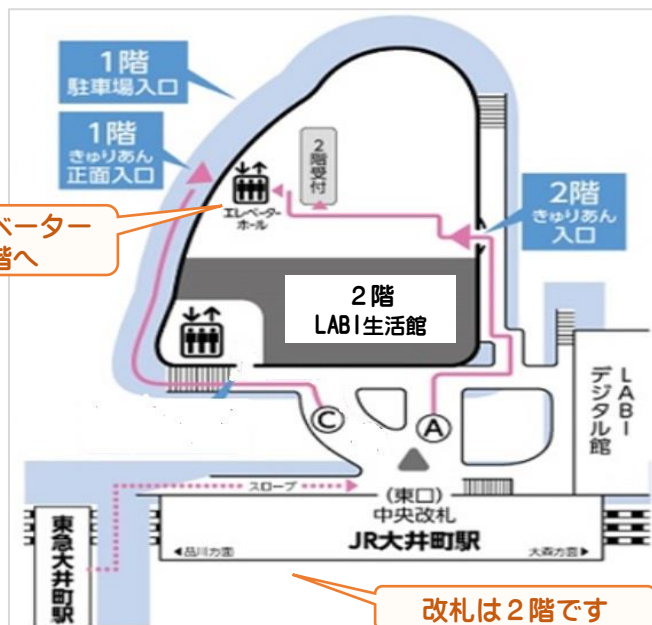 1階
駐車場入口
1階
きゅりあん
正面入口
2階受付
エレベーター
ホール
2階
きゅりあん
入口
ベーター
階へ
2階
LABI生活館
LABI
デジタル館
C
A
スロープ
(東口)
中央改札
JR大井町駅
◀品川方面
大森方面▶
東急大井町駅
改札は2階です